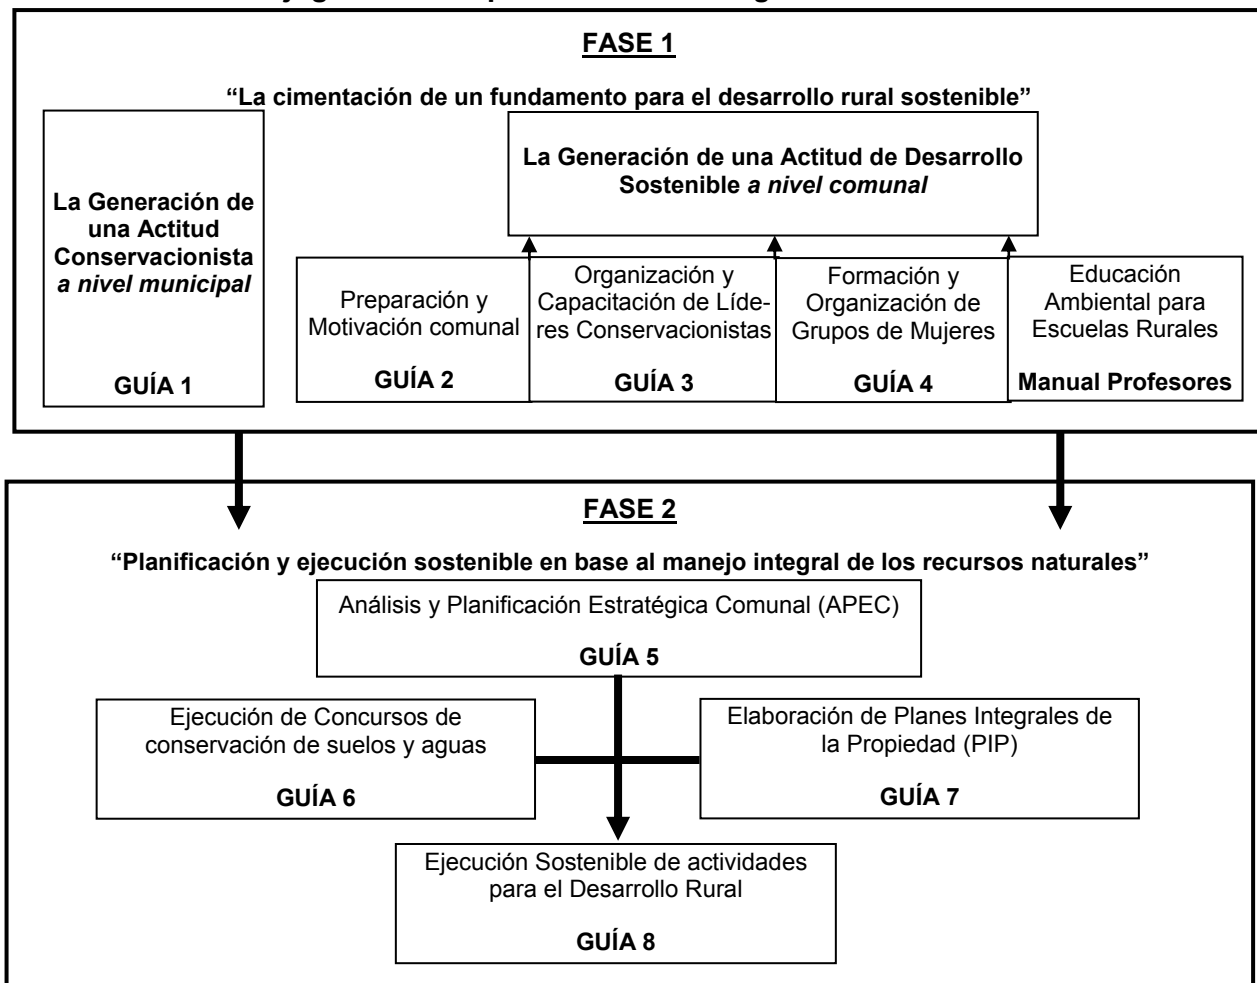 FASE 1
“La cimentación de un fundamento para el desarrollo rural sostenible”
La Generación de
una Actitud
Conservacionista
a nivel municipal
GUÍA 1
La Generación de una Actitud de Desarrollo
Sostenible a nivel comunal
Preparación y
Motivación comunal
GUÍA 2
Organización y
Capacitación de Líde-
res Conservacionistas
GUÍA 3
Formación y
Organización de
Grupos de Mujeres
GUÍA 4
Educación
Ambiental para
Escuelas Rurales
Manual Profesores
FASE 2
“Planificación y ejecución sostenible en base al manejo integral de los recursos naturales”
Análisis y Planificación Estratégica Comunal (APEC)
GUÍA 5
Ejecución de Concursos de
conservación de suelos y aguas
GUÍA 6
Elaboración de Planes Integrales de
la Propiedad (PIP)
GUÍA 7
Ejecución Sostenible de actividades
para el Desarrollo Rural
GUÍA 8